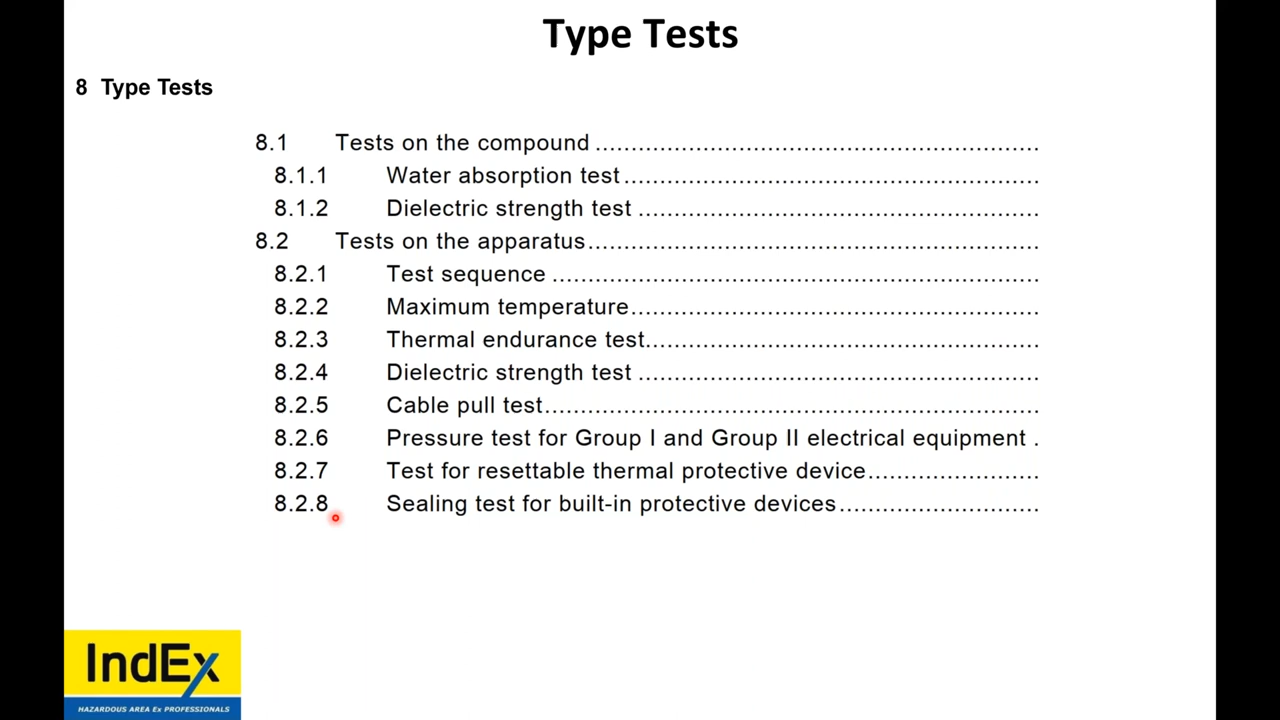 Type Tests
8 Type Tests
8.1 Tests on the compound ................................................................
8.1.1 Water absorption test ..........................................................
8.1.2 Dielectric strength test ........................................................
8.2 Tests on the apparatus ................................................................
8.2.1 Test sequence ....................................................................
8.2.2 Maximum temperature .........................................................
8.2.3 Thermal endurance test .......................................................
8.2.4 Dielectric strength test ........................................................
8.2.5 Cable pull test .....................................................................
8.2.6 Pressure test for Group I and Group II electrical equipment .
8.2.7 Test for resettable thermal protective device ........................
8.2.8 Sealing test for built-in protective devices ............................
IndEx
HAZARDOUS AREA Ex PROFESSIONALS